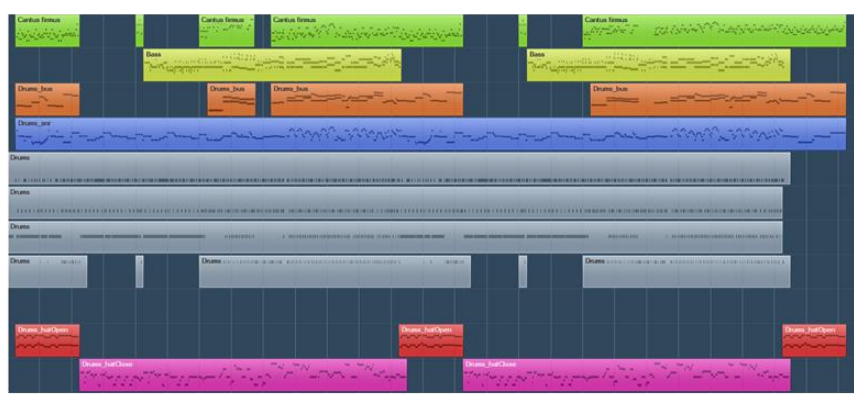 Cantus firmus Cantus firmus Cantus firmus Cantus firmus
Bass Bass
Drums_bus Drums_bus Drums_bus Drums_bus
Drums_snr
Drums
Drums
Drums
Drums Drums Drums
Drums_hatOpen Drums_hatOpen Drums_hatOpen
Drums_hatClose Drums_hatClose